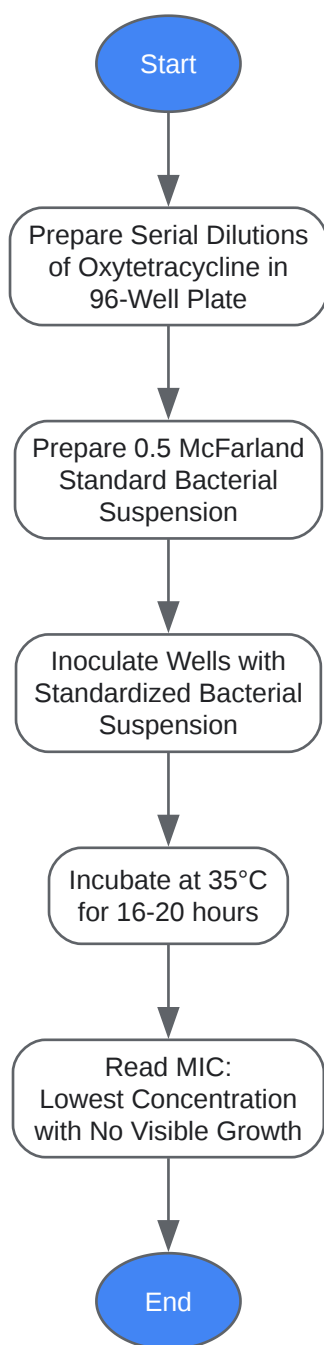 Start
Prepare Serial Dilutions
of Oxytetracycline in
96-Well Plate
Prepare 0.5 McFarland
Standard Bacterial
Suspension
Inoculate Wells with
Standardized Bacterial
Suspension
Incubate at 35°C
for 16-20 hours
Read MIC:
Lowest Concentration
with No Visible Growth
End